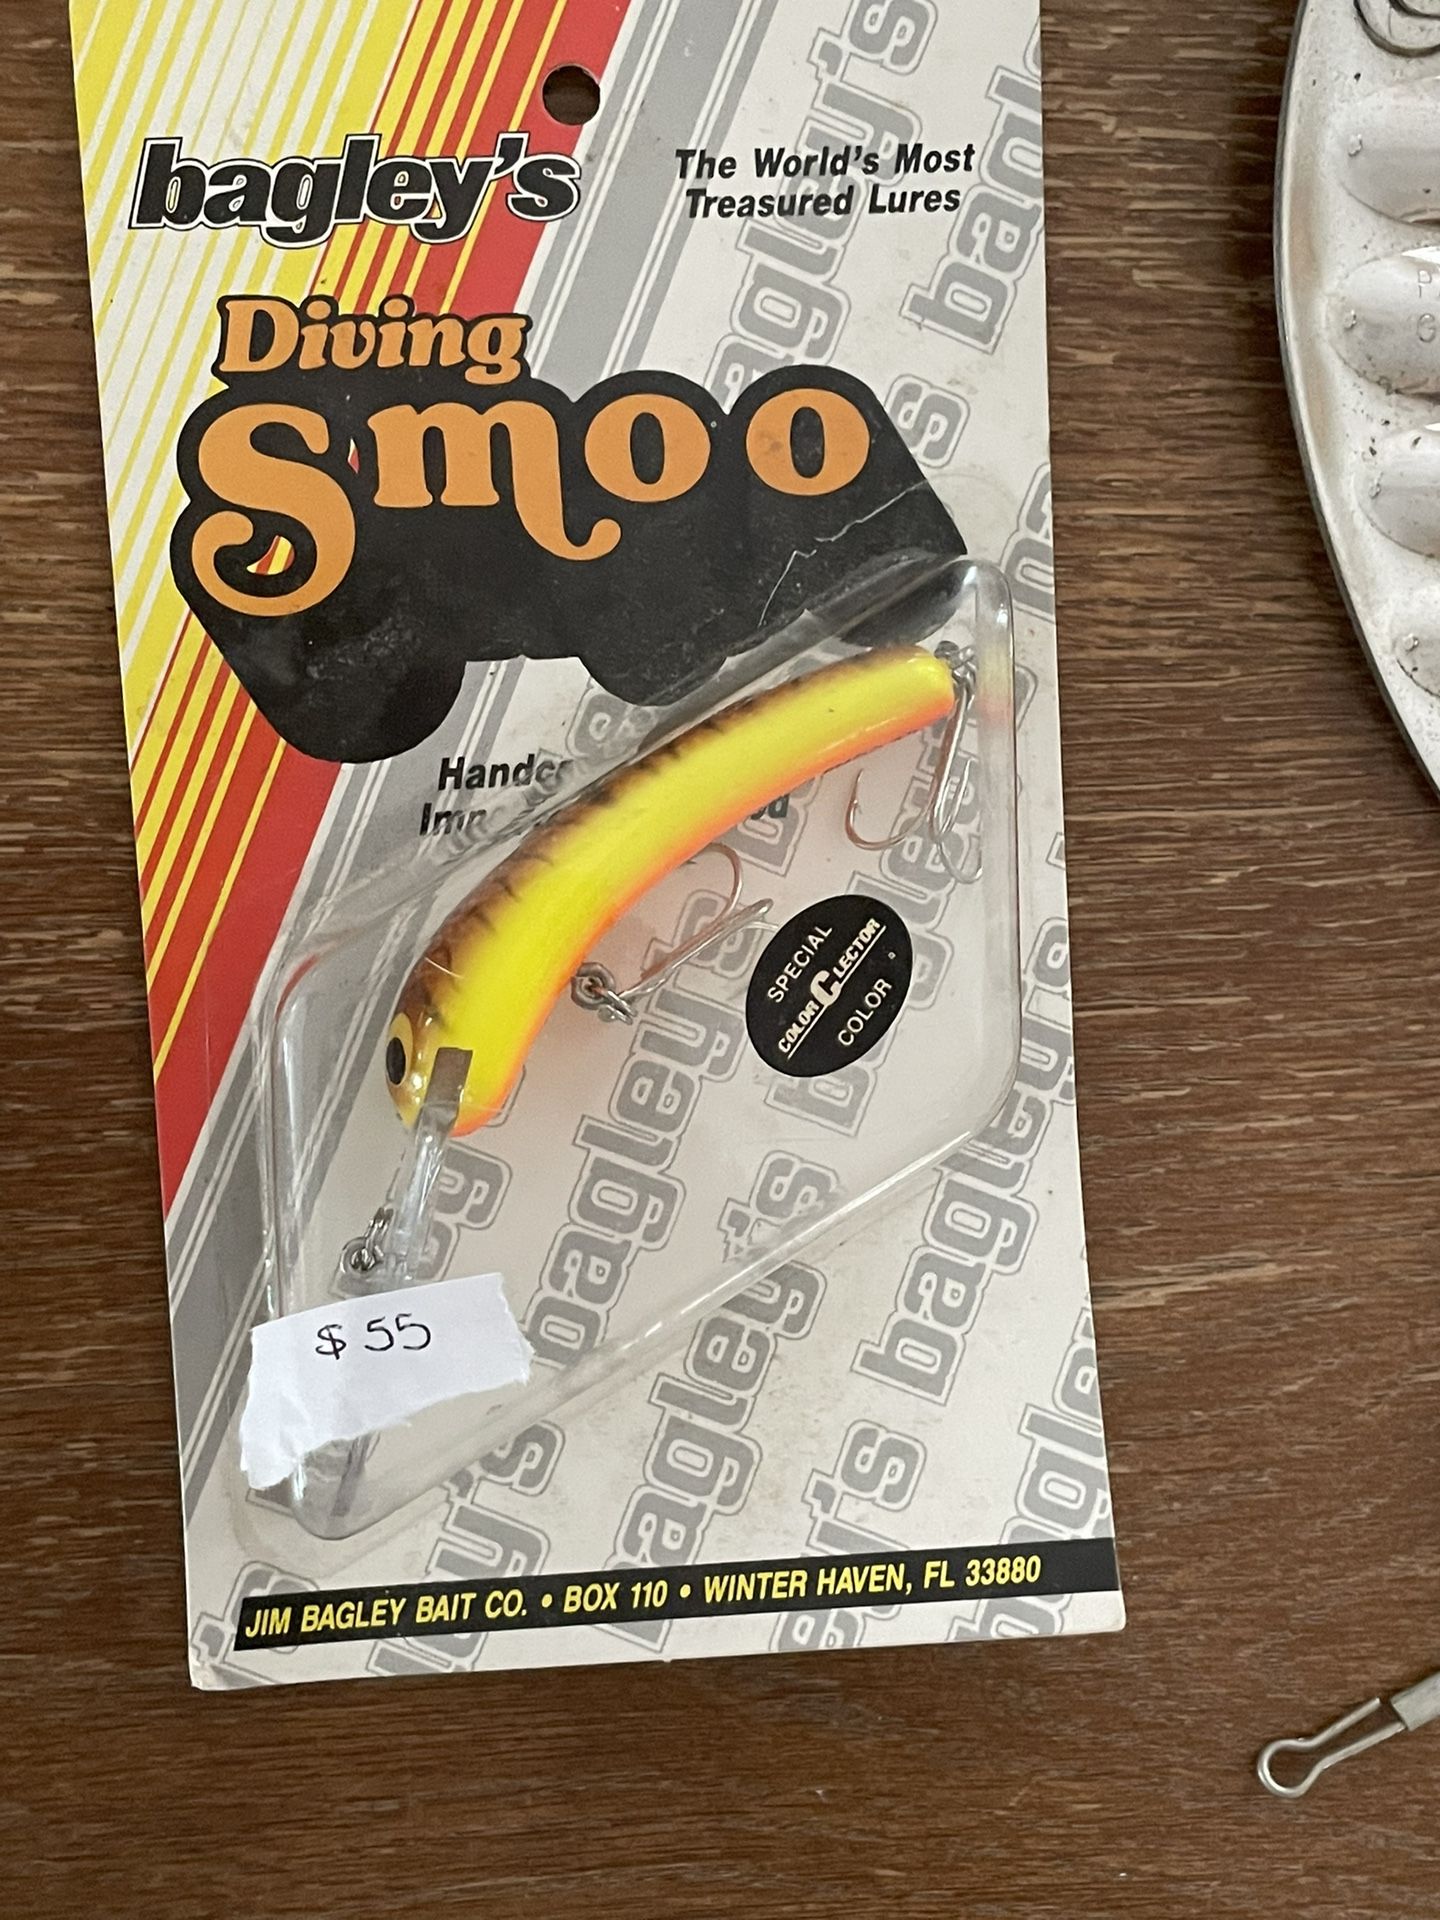 bagley's
The World's Most
Treasured Lures
Diving
Smoo
SPECIAL
COLOR C LECTOR
COLOR
$55
JIM BAGLEY BAIT CO. • BOX 110 • WINTER HAVEN, FL 33880